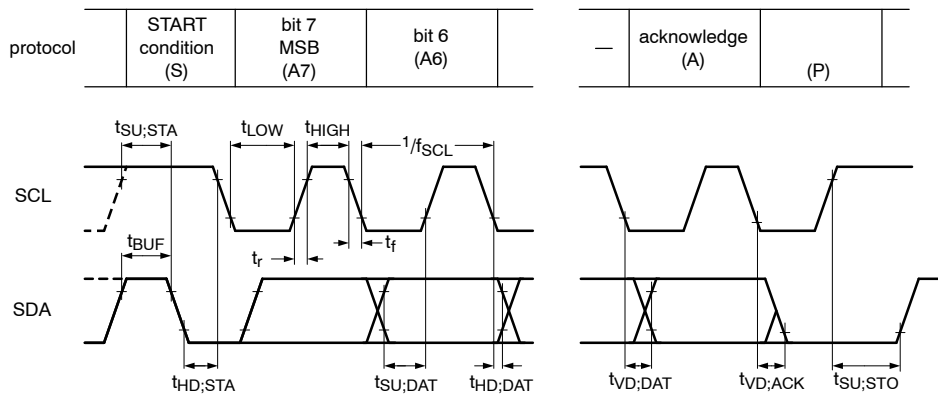 protocol
START
condition
(S)
bit 7
MSB
(A7)
bit 6
(A6)
—
acknowledge
(A)
(P)
tSU;STA
tLOW
tHIGH
1/fSCL
SCL
tBUF
tr
tf
SDA
tHD;STA
tSU;DAT
tHD;DAT
tVD;DAT
tVD;ACK
tSU;STO